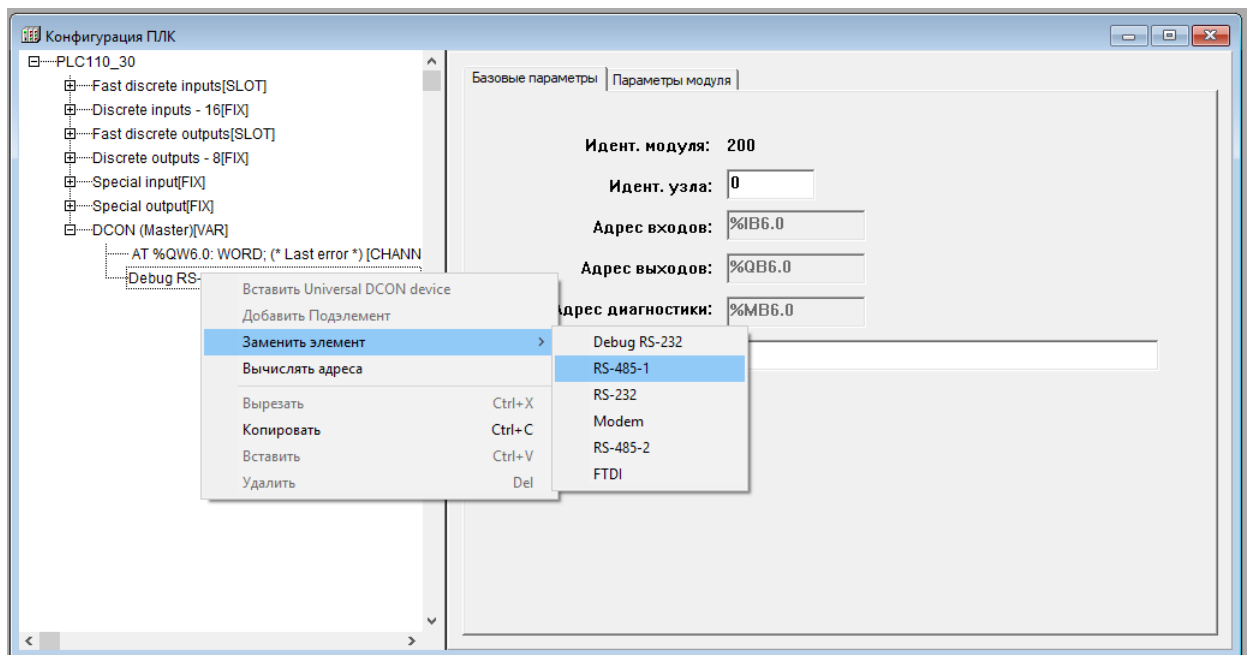 Конфигурация ПЛК
PLC110_30
Fast discrete inputs[SLOT]
Discrete inputs - 16[FIX]
Fast discrete outputs[SLOT]
Discrete outputs - 8[FIX]
Special input[FIX]
Special output[FIX]
DCON (Master)[VAR]
AT %QW6.0: WORD; (* Last error *) [CHANN
Debug RS-
Вставить Universal DCON device
Добавить Подэлемент
Заменить элемент >
Вычислять адреса
Вырезать Ctrl+X
Копировать Ctrl+C
Вставить Ctrl+V
Удалить Del
Debug RS-232
RS-485-1
RS-232
Modem
RS-485-2
FTDI
Базовые параметры Параметры модуля
Идент. модуля: 200
Идент. узла: 0
Адрес входов: %IB6.0
Адрес выходов: %QB6.0
дрес диагностики: %MB6.0